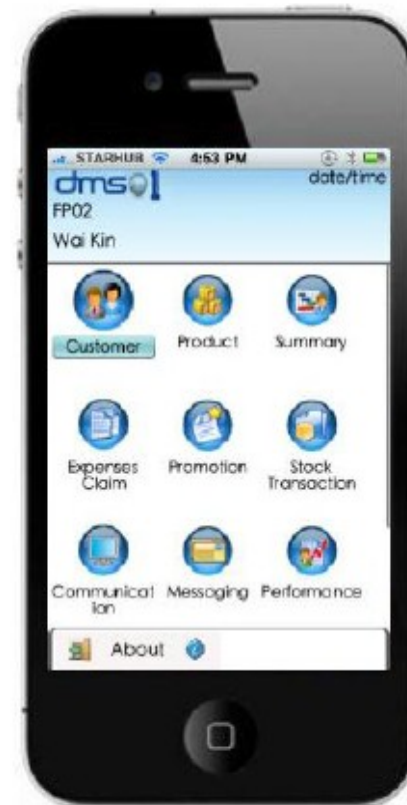 STARHUB 4:53 PM
dms1 date/time
FP02
Wai Kin
Customer Product Summary
Expenses Claim Promotion Stock Transaction
Communicat
ion Messaging Performance
About